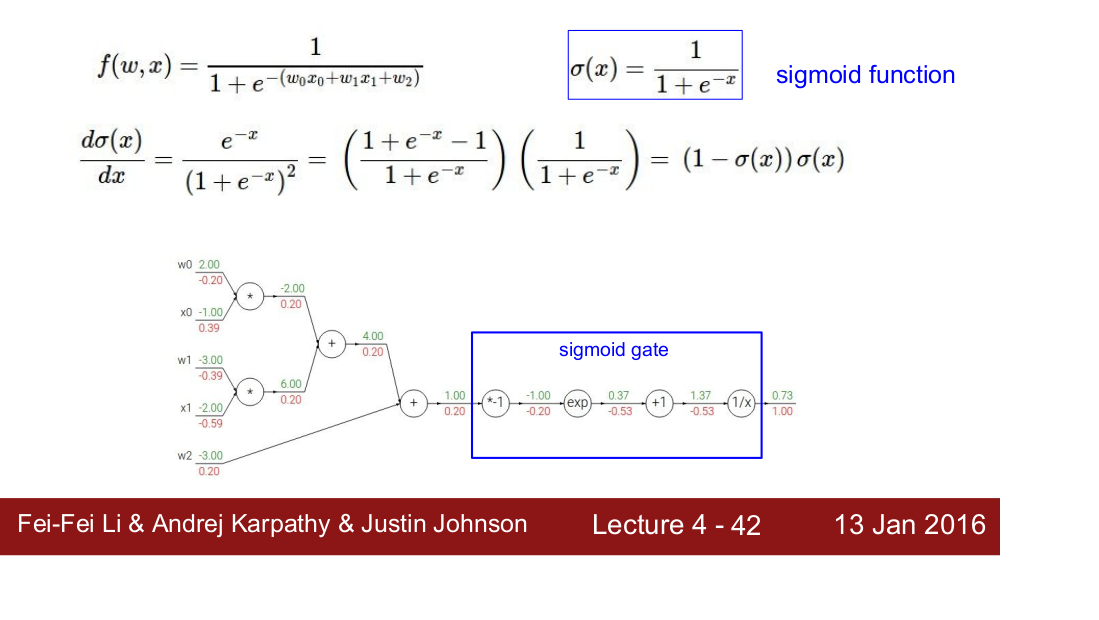 f(w, x) = 1 / (1 + e^{-(w_0x_0+w_1x_1+w_2)})
σ(x) = 1 / (1 + e^{-x})
sigmoid function
dσ(x)/dx = e^{-x} / (1 + e^{-x})^2 = ((1 + e^{-x} − 1) / (1 + e^{-x})) (1 / (1 + e^{-x})) = (1 − σ(x)) σ(x)
w0 2.00
-0.20
*
-2.00
0.20
x0 -1.00
0.39
+
4.00
0.20
w1 -3.00
-0.39
*
6.00
0.20
x1 -2.00
-0.59
w2 -3.00
0.20
+
1.00
0.20
sigmoid gate
*-1
-1.00
-0.20
exp
0.37
-0.53
+1
1.37
-0.53
1/x
0.73
1.00
Fei-Fei Li & Andrej Karpathy & Justin Johnson
Lecture 4 - 42
13 Jan 2016